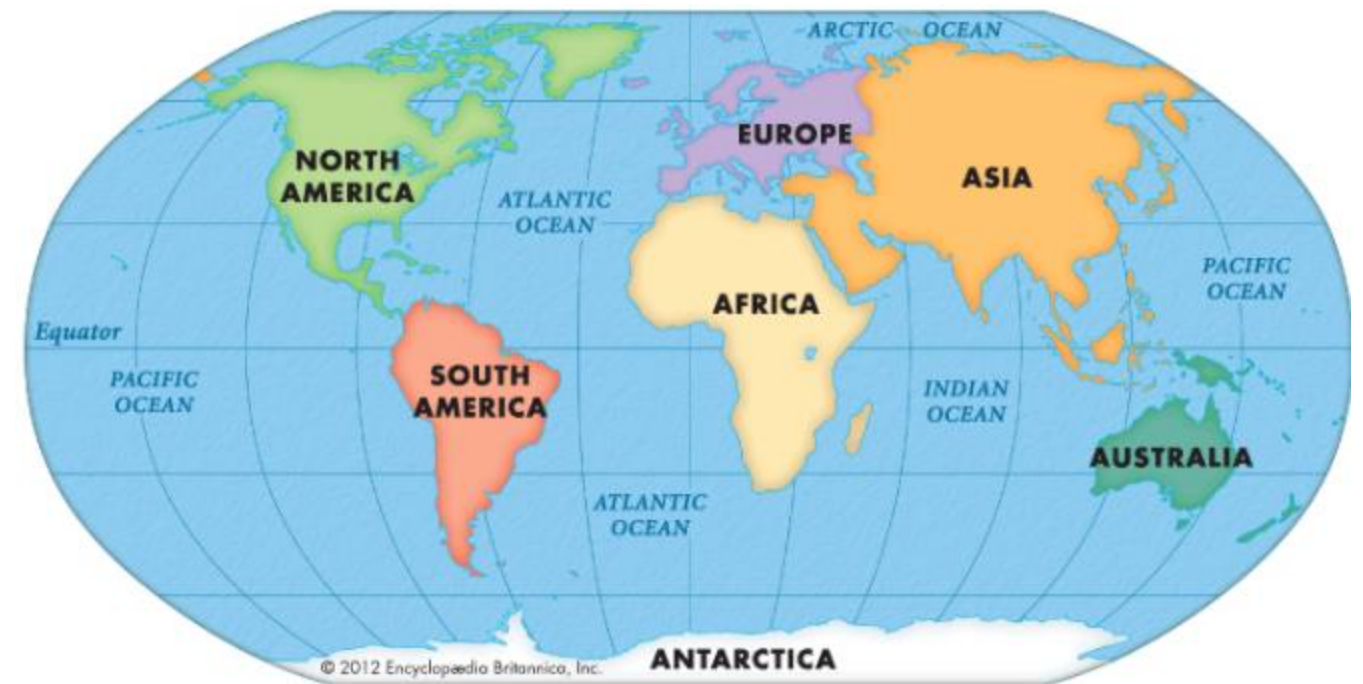 ARCTIC OCEAN
EUROPE
NORTH
AMERICA
ASIA
ATLANTIC
OCEAN
PACIFIC
OCEAN
AFRICA
Equator
PACIFIC
OCEAN
SOUTH
AMERICA
INDIAN
OCEAN
AUSTRALIA
ATLANTIC
OCEAN
ANTARCTICA
© 2012 Encyclopædia Britannica, Inc.